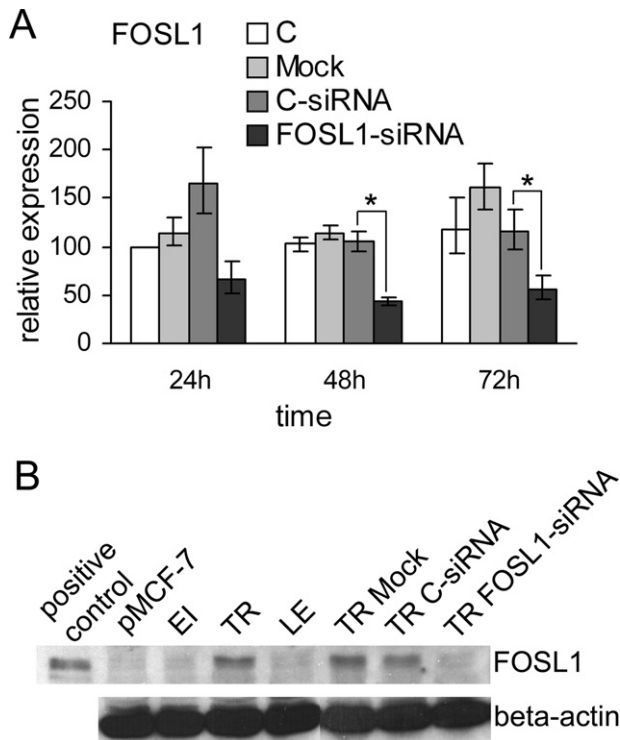 A
FOSL1
C
Mock
C-siRNA
FOSL1-siRNA
relative expression
250
200
150
100
50
0
*
*
24h
48h
72h
time
B
positive
control
pMCF-7
EI
TR
LE
TR Mock
TR C-siRNA
TR FOSL1-siRNA
FOSL1
beta-actin